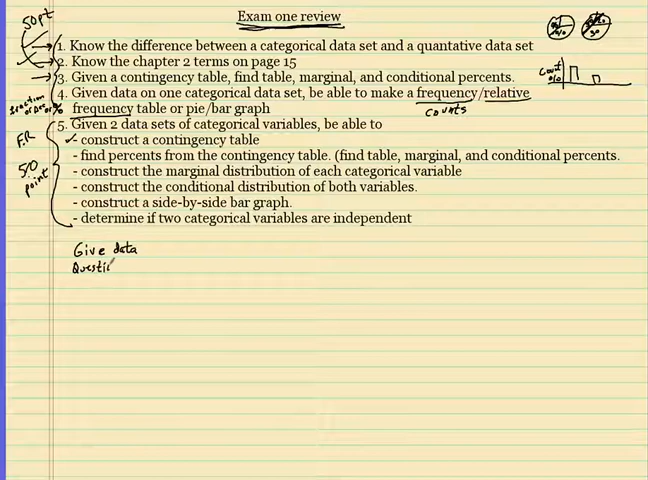 Exam one review
50pt
1. Know the difference between a categorical data set and a quantative data set
2. Know the chapter 2 terms on page 15
3. Given a contingency table, find table, marginal, and conditional percents.
4. Given data on one categorical data set, be able to make a frequency/relative
frequency table or pie/bar graph
counts
Count
5. Given 2 data sets of categorical variables, be able to
F.R
- construct a contingency table
- find percents from the contingency table. (find table, marginal, and conditional percents.
50
point
- construct the marginal distribution of each categorical variable
- construct the conditional distribution of both variables.
- construct a side-by-side bar graph.
- determine if two categorical variables are independent
Give data
Questi